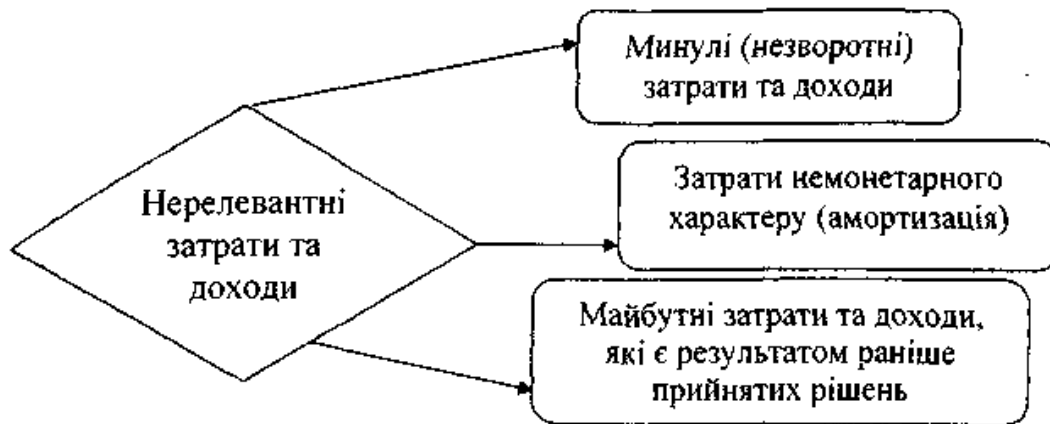 Минулі (незворотні)
затрати та доходи
Нерелевантні
затрати та
доходи
Затрати немонетарного
характеру (амортизація)
Майбутні затрати та доходи,
які є результатом раніше
прийнятих рішень